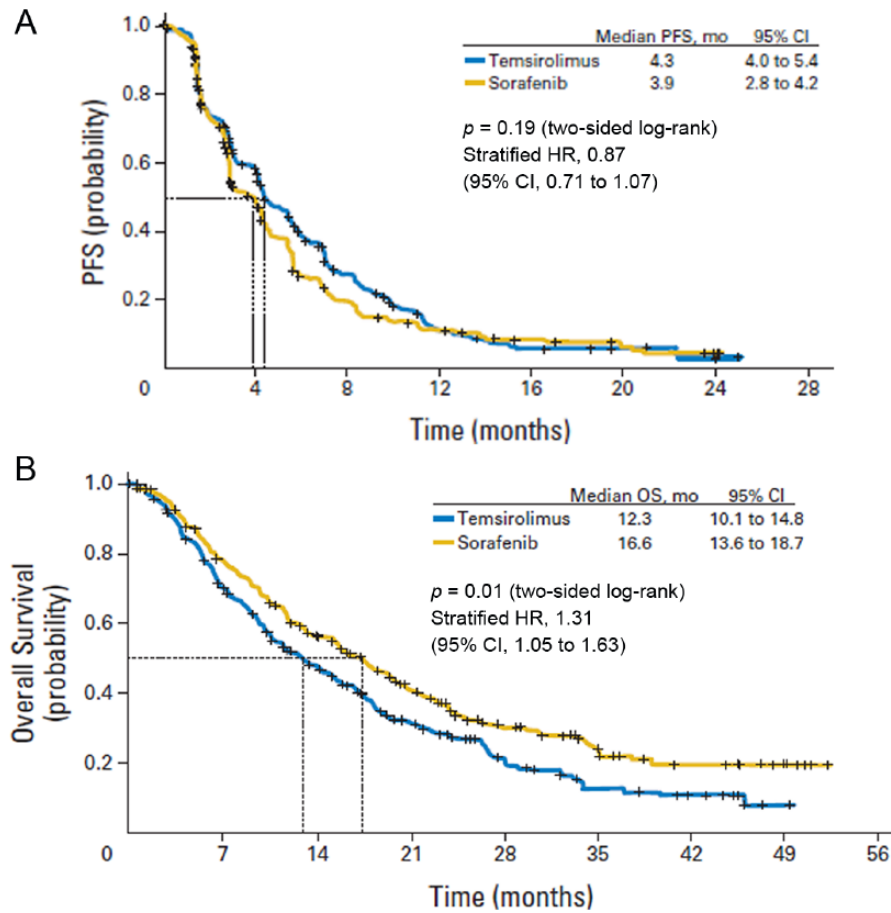 A
Median PFS, mo 95% CI
Temsirolimus 4.3 4.0 to 5.4
Sorafenib 3.9 2.8 to 4.2
p = 0.19 (two-sided log-rank)
Stratified HR, 0.87
(95% CI, 0.71 to 1.07)
PFS (probability)
1.0
0.8
0.6
0.4
0.2
0 4 8 12 16 20 24 28
Time (months)
B
Median OS, mo 95% CI
Temsirolimus 12.3 10.1 to 14.8
Sorafenib 16.6 13.6 to 18.7
p = 0.01 (two-sided log-rank)
Stratified HR, 1.31
(95% CI, 1.05 to 1.63)
Overall Survival
(probability)
1.0
0.8
0.6
0.4
0.2
0 7 14 21 28 35 42 49 56
Time (months)